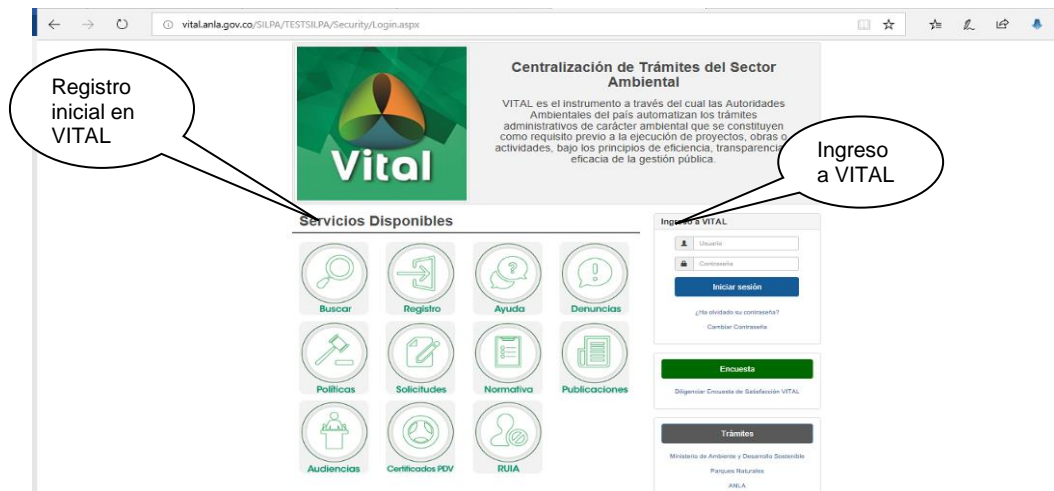 vital.anla.gov.co/SILPA/TESTSILPA/Security/Login.aspx
Registro
inicial en
VITAL
Vital
Centralización de Trámites del Sector
Ambiental
VITAL es el instrumento a través del cual las Autoridades
Ambientales del país automatizan los trámites
administrativos de carácter ambiental que se constituyen
como requisito previo a la ejecución de proyectos, obras o
actividades, bajo los principios de eficiencia, transparencia
eficacia de la gestión pública.
Ingreso
a VITAL
Servicios Disponibles
Buscar
Registro
Ayuda
Denuncias
Políticas
Solicitudes
Normativa
Publicaciones
Audiencias
Certificados PDV
RUIA
Ingreso a VITAL
Usuario
Contraseña
Iniciar sesión
¿Ha olvidado su contraseña?
Cambiar Contraseña
Encuesta
Diligenciar Encuesta de Satisfacción VITAL
Trámites
Ministerio de Ambiente y Desarrollo Sostenible
Parques Naturales
ANLA